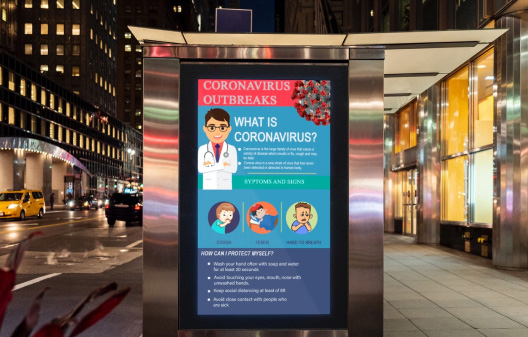 CORONAVIRUS
OUTBREAKS
WHAT IS
CORONAVIRUS?
SYPTOMS AND SIGNS
COUGH
FEVER
HARD TO BREATH
HOW CAN I PROTECT MYSELF?
Wash your hand often with soap and water
for at least 20 seconds
Avoid touching your eyes, mouth, nose with
unwashed hands.
Keep social distancing at least of 6ft
Avoid close contact with people who
are sick